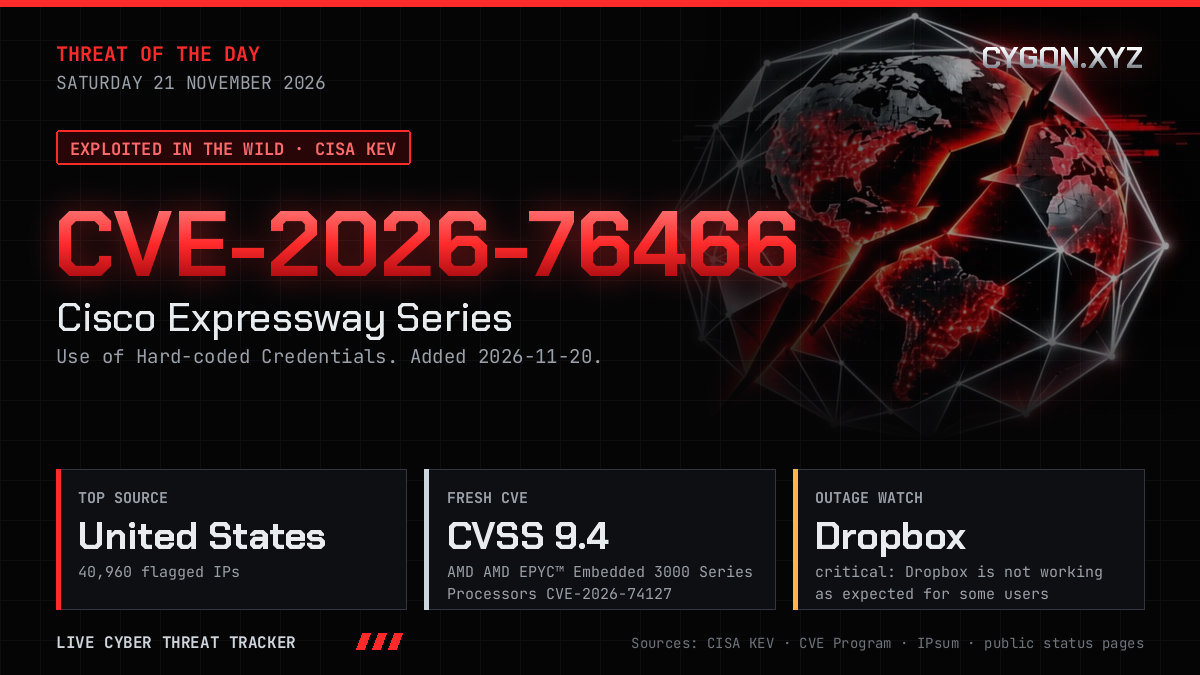 THREAT OF THE DAY
SATURDAY 21 NOVEMBER 2026
CYGON.XYZ
EXPLOITED IN THE WILD · CISA KEV
CVE-2026-76466
Cisco Expressway Series
Use of Hard-coded Credentials. Added 2026-11-20.
TOP SOURCE
United States
40,960 flagged IPs
FRESH CVE
CVSS 9.4
AMD AMD EPYC™ Embedded 3000 Series
Processors CVE-2026-74127
OUTAGE WATCH
Dropbox
critical: Dropbox is not working
as expected for some users
LIVE CYBER THREAT TRACKER
Sources: CISA KEV · CVE Program · IPsum · public status pages